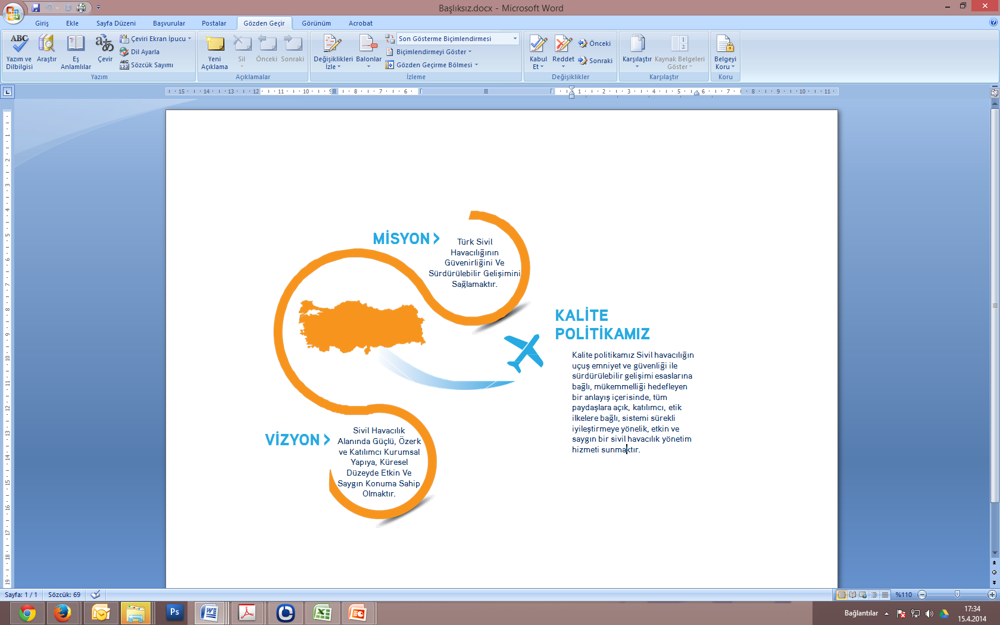 Başlıksız.docx - Microsoft Word
Giriş Ekle Sayfa Düzeni Başvurular Postalar Gözden Geçir Görünüm Acrobat
ABC Yazım ve Dilbilgisi
Araştır
Eş Anlamlılar
Çevir
Çeviri Ekran İpucu
Dil Ayarla
Sözcük Sayımı
Yazım
Yeni Açıklama
Sil
Önceki
Sonraki
Açıklamalar
Değişiklikleri İzle
Balonlar
Son Gösterme Biçimlendirmesi
Biçimlendirmeyi Göster
Gözden Geçirme Bölmesi
İzleme
Kabul Et
Reddet
Önceki
Sonraki
Değişiklikler
Karşılaştır
Kaynak Belgeleri Göster
Karşılaştır
Belgeyi Koru
Koru
MİSYON >
Türk Sivil
Havacılığının
Güvenirliğini Ve
Sürdürülebilir Gelişimini
Sağlamaktır.
KALİTE
POLİTİKAMIZ
Kalite politikamız Sivil havacılığın
uçuş emniyet ve güvenliği ile
sürdürülebilir gelişimi esaslarına
bağlı, mükemmelliği hedefleyen
bir anlayış içerisinde, tüm
paydaşlara açık, katılımcı, etik
ilkelere bağlı, sistemi sürekli
iyileştirmeye yönelik, etkin ve
saygın bir sivil havacılık yönetim
hizmeti sunmaktır.
VİZYON >
Sivil Havacılık
Alanında Güçlü, Özerk
ve Katılımcı Kurumsal
Yapıya, Küresel
Düzeyde Etkin Ve
Saygın Konuma Sahip
Olmaktır.
Sayfa: 1 / 1 Sözcük: 69
%110
Ps
Bağlantılar
17:34
15.4.2014